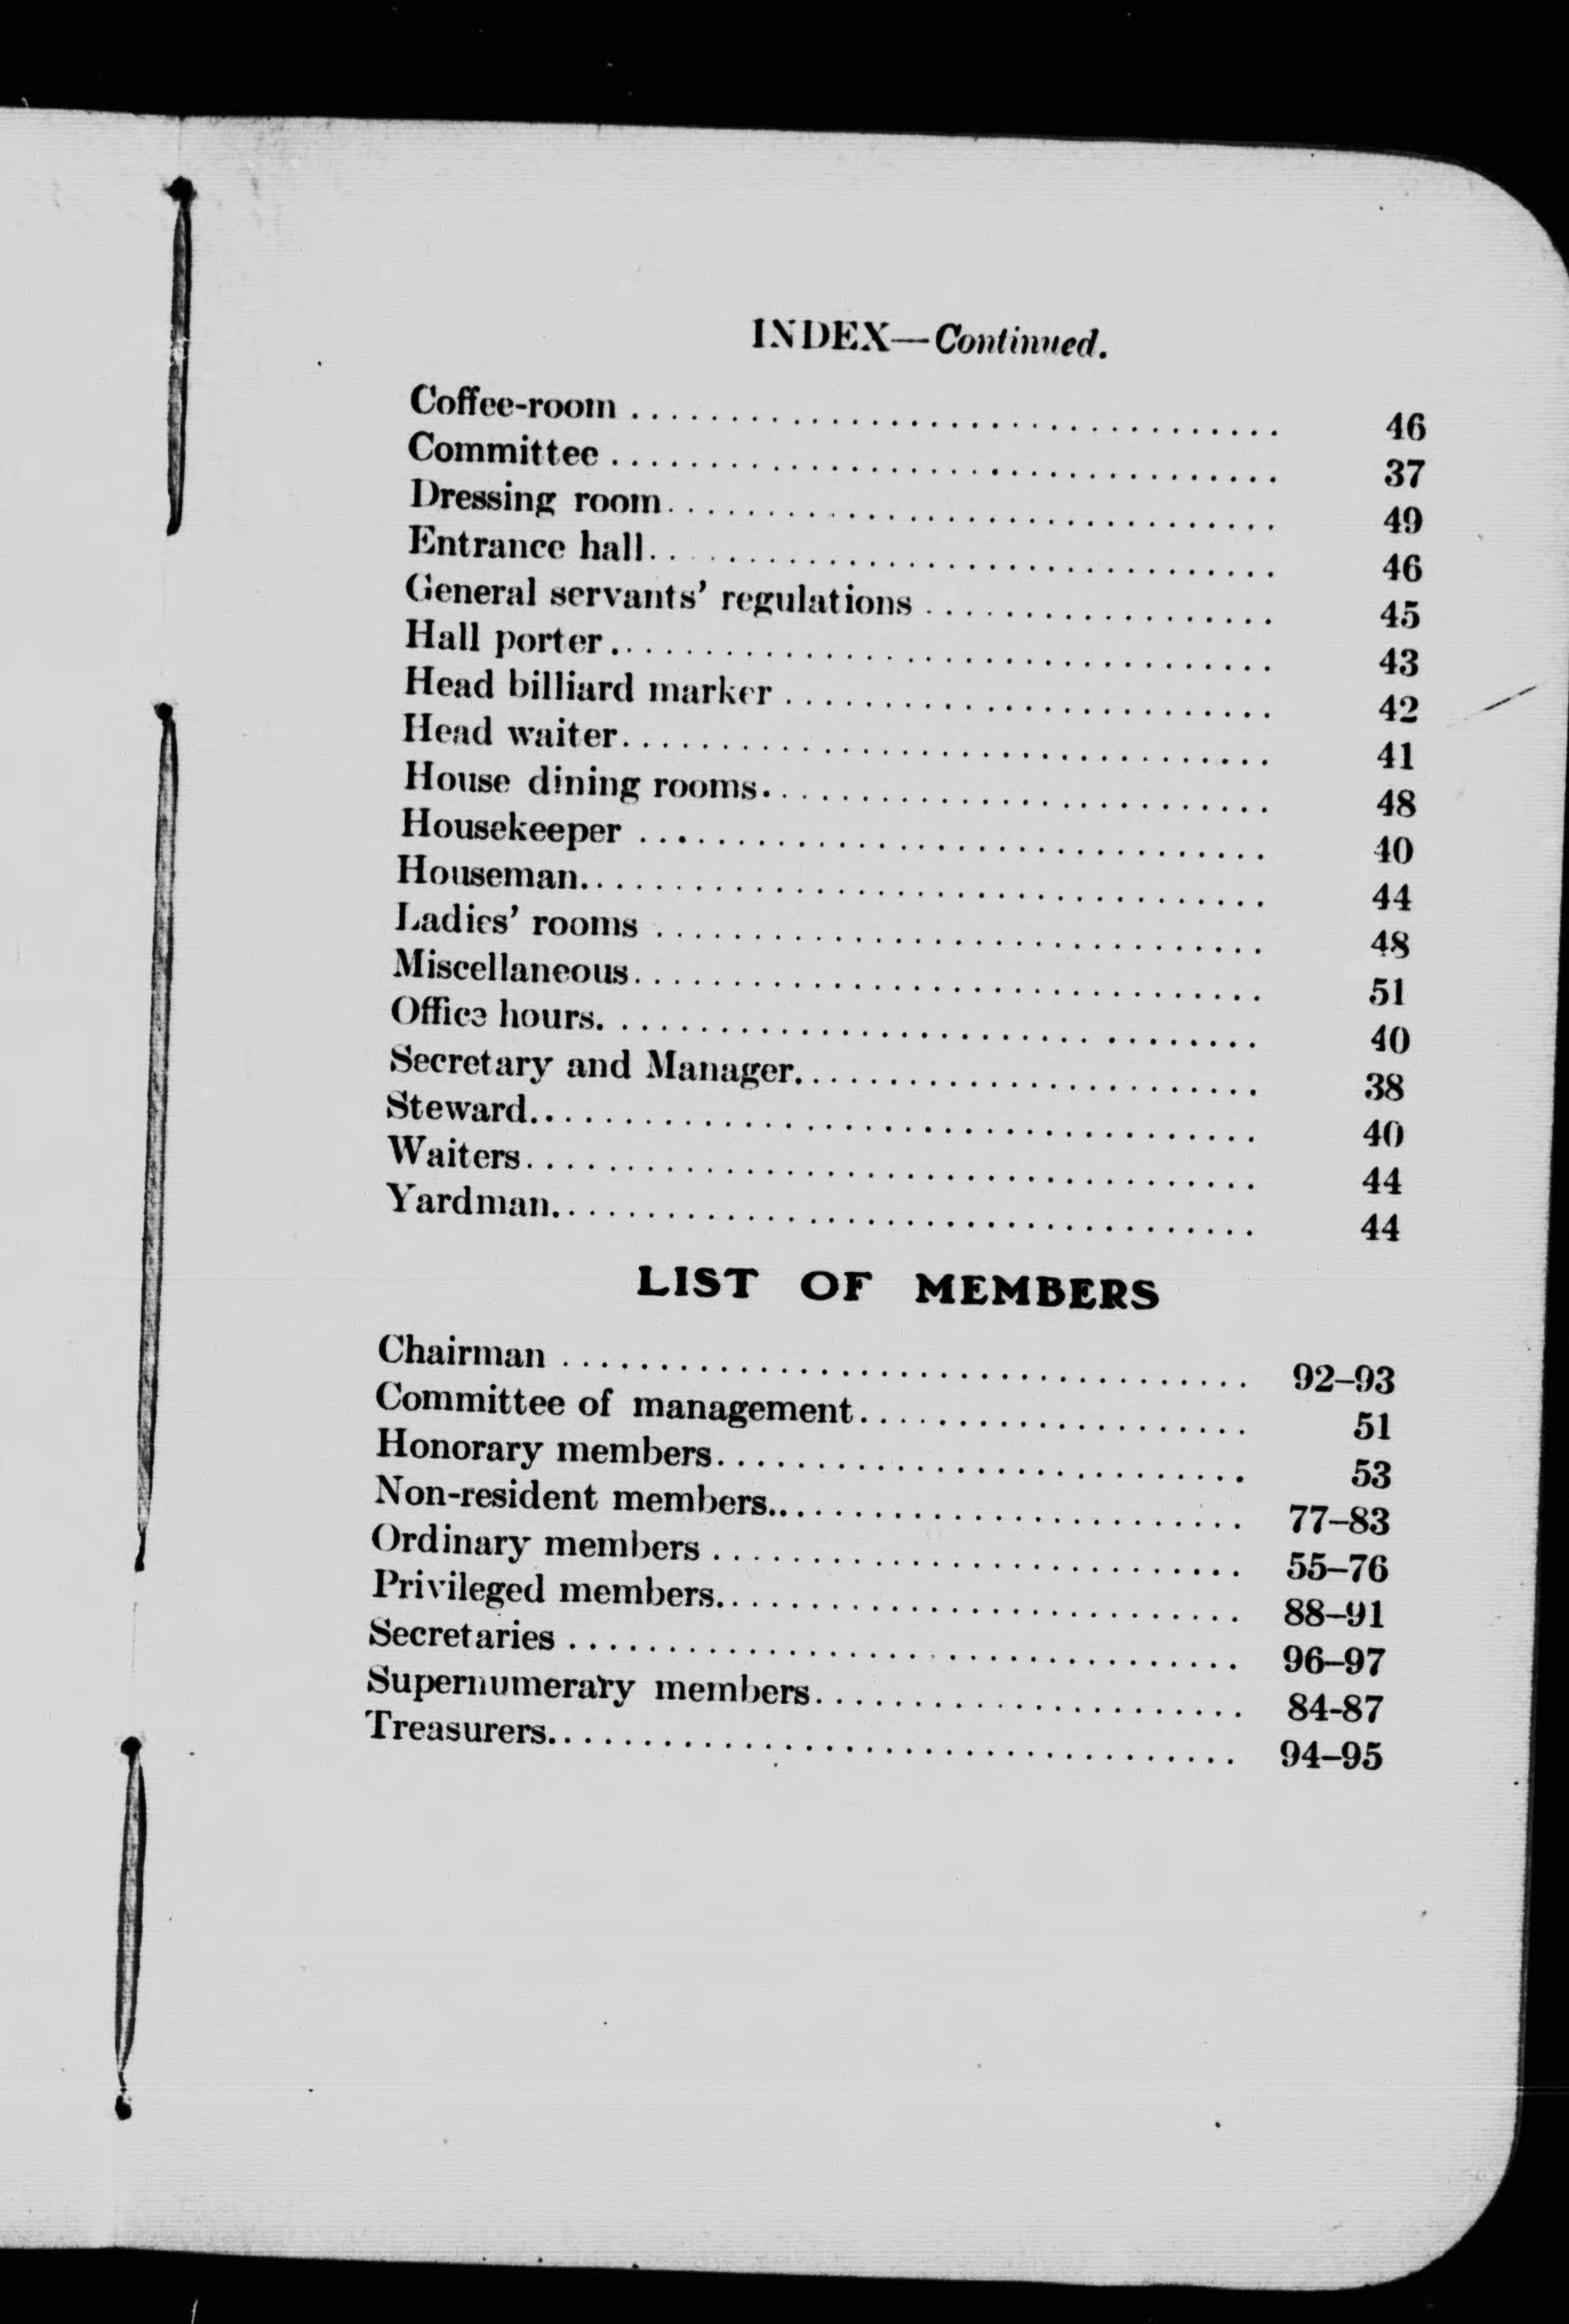 INDEX—Continued.
Coffee-room ................................. 46
Committee ................................. 37
Dressing room ............................... 49
Entrance hall ................................ 46
General servants' regulations .................. 45
Hall porter .................................. 43
Head billiard marker ......................... 42
Head waiter ................................. 41
House dining rooms .......................... 48
Housekeeper ................................ 40
Houseman ................................... 44
Ladies' rooms ............................... 48
Miscellaneous ................................ 51
Office hours ................................. 40
Secretary and Manager ........................ 38
Steward ..................................... 40
Waiters ..................................... 44
Yardman .................................... 44
LIST OF MEMBERS
Chairman ................................... 92–93
Committee of management .................... 51
Honorary members ........................... 53
Non-resident members ........................ 77–83
Ordinary members ........................... 55–76
Privileged members ........................... 88–91
Secretaries .................................. 96–97
Supernumerary members ...................... 84-87
Treasurers ................................... 94–95